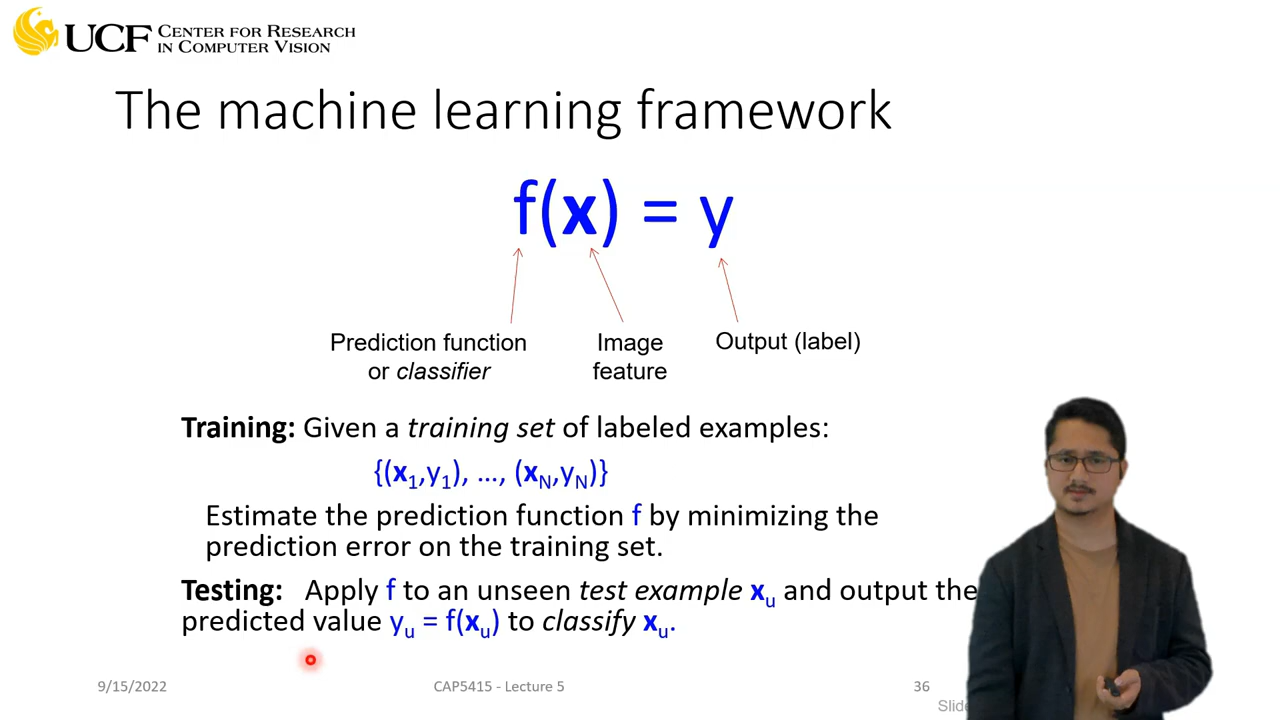 UCF CENTER FOR RESEARCH
IN COMPUTER VISION
The machine learning framework
f(x) = y
Prediction function
or classifier
Image
feature
Output (label)
Training: Given a training set of labeled examples:
{(x1,y1), ..., (xN,yN)}
Estimate the prediction function f by minimizing the
prediction error on the training set.
Testing: Apply f to an unseen test example xu and output the
predicted value yu = f(xu) to classify xu.
9/15/2022
CAP5415 - Lecture 5
36